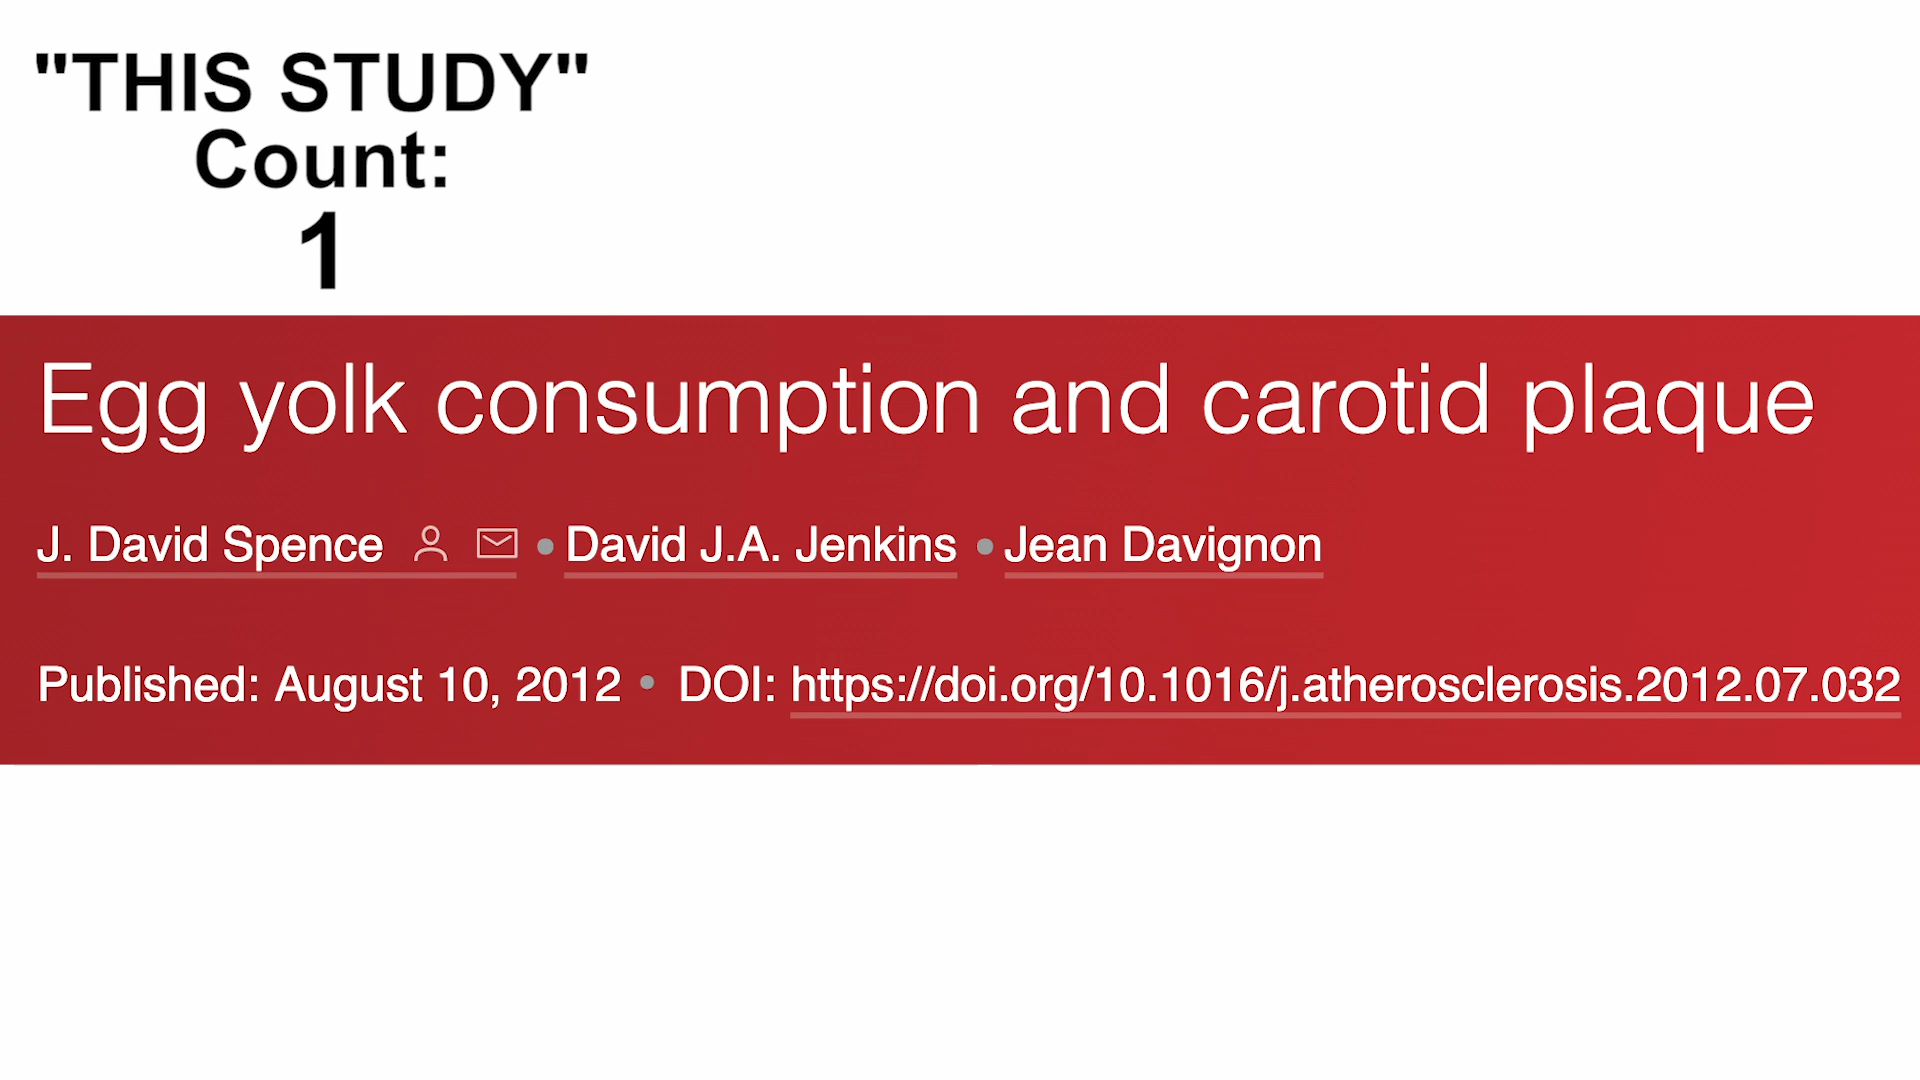 "THIS STUDY"
Count:
1
Egg yolk consumption and carotid plaque
J. David Spence • David J.A. Jenkins • Jean Davignon
Published: August 10, 2012 • DOI: https://doi.org/10.1016/j.atherosclerosis.2012.07.032